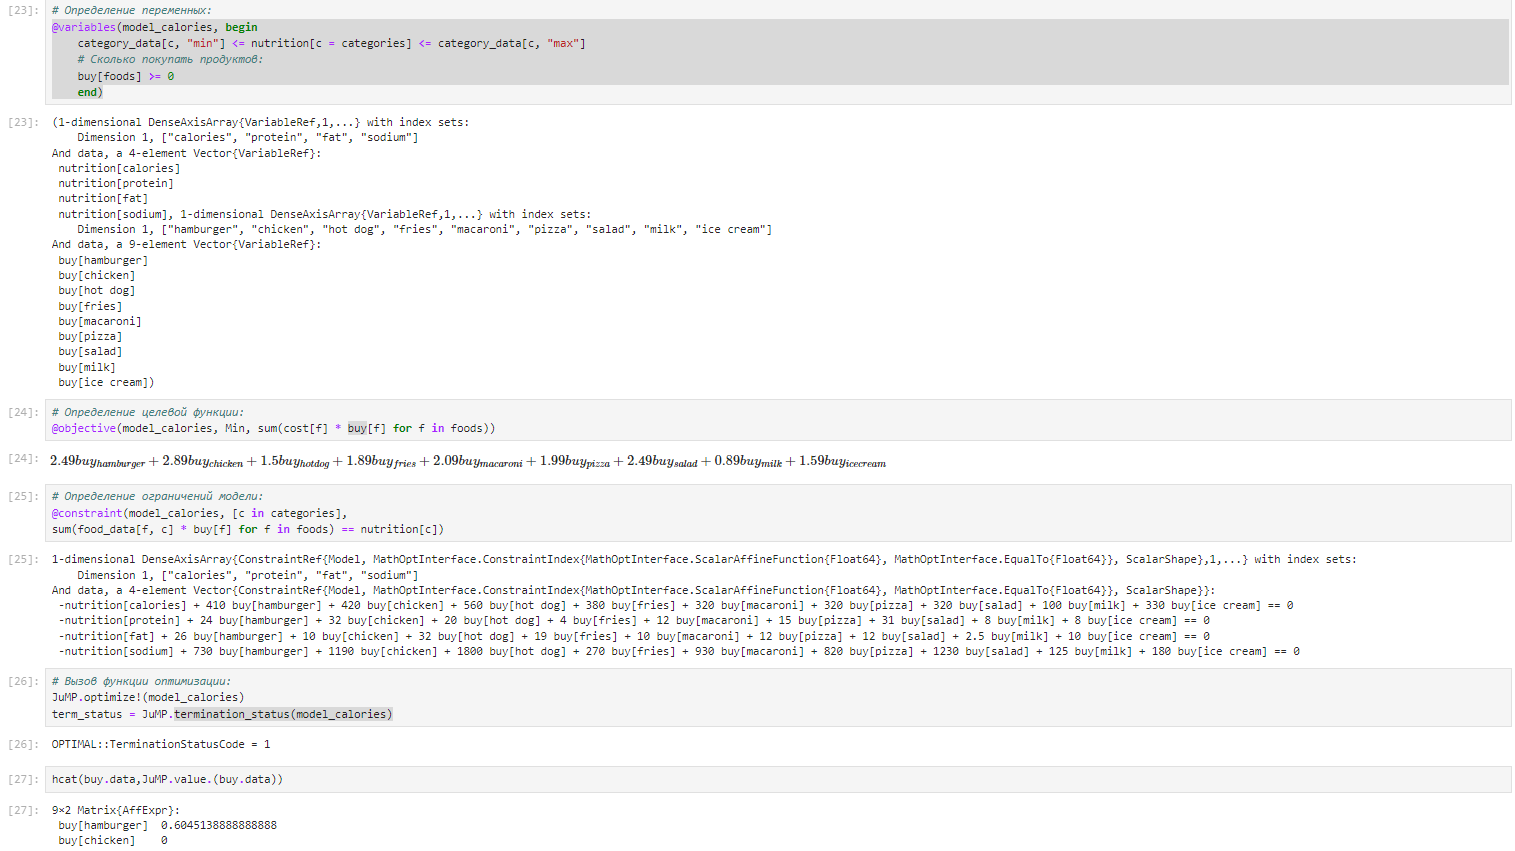 [23]: # Определение переменных:
@variables(model_calories, begin
category_data[c, "min"] <= nutrition[c = categories] <= category_data[c, "max"]
# Сколько покупать продуктов:
buy[foods] >= 0
end)
[23]: (1-dimensional DenseAxisArray{VariableRef,1,...} with index sets:
Dimension 1, ["calories", "protein", "fat", "sodium"]
And data, a 4-element Vector{VariableRef}:
nutrition[calories]
nutrition[protein]
nutrition[fat]
nutrition[sodium], 1-dimensional DenseAxisArray{VariableRef,1,...} with index sets:
Dimension 1, ["hamburger", "chicken", "hot dog", "fries", "macaroni", "pizza", "salad", "milk", "ice cream"]
And data, a 9-element Vector{VariableRef}:
buy[hamburger]
buy[chicken]
buy[hot dog]
buy[fries]
buy[macaroni]
buy[pizza]
buy[salad]
buy[milk]
buy[ice cream])
[24]: # Определение целевой функции:
@objective(model_calories, Min, sum(cost[f] * buy[f] for f in foods))
[24]: 2.49buy_hamburger + 2.89buy_chicken + 1.5buy_hotdog + 1.89buy_fries + 2.09buy_macaroni + 1.99buy_pizza + 2.49buy_salad + 0.89buy_milk + 1.59buy_icecream
[25]: # Определение ограничений модели:
@constraint(model_calories, [c in categories],
sum(food_data[f, c] * buy[f] for f in foods) == nutrition[c])
[25]: 1-dimensional DenseAxisArray{ConstraintRef{Model, MathOptInterface.ConstraintIndex{MathOptInterface.ScalarAffineFunction{Float64}, MathOptInterface.EqualTo{Float64}}, ScalarShape},1,...} with index sets:
Dimension 1, ["calories", "protein", "fat", "sodium"]
And data, a 4-element Vector{ConstraintRef{Model, MathOptInterface.ConstraintIndex{MathOptInterface.ScalarAffineFunction{Float64}, MathOptInterface.EqualTo{Float64}}, ScalarShape}}:
-nutrition[calories] + 410 buy[hamburger] + 420 buy[chicken] + 560 buy[hot dog] + 380 buy[fries] + 320 buy[macaroni] + 320 buy[pizza] + 320 buy[salad] + 100 buy[milk] + 330 buy[ice cream] == 0
-nutrition[protein] + 24 buy[hamburger] + 32 buy[chicken] + 20 buy[hot dog] + 4 buy[fries] + 12 buy[macaroni] + 15 buy[pizza] + 31 buy[salad] + 8 buy[milk] + 8 buy[ice cream] == 0
-nutrition[fat] + 26 buy[hamburger] + 10 buy[chicken] + 32 buy[hot dog] + 19 buy[fries] + 10 buy[macaroni] + 12 buy[pizza] + 12 buy[salad] + 2.5 buy[milk] + 10 buy[ice cream] == 0
-nutrition[sodium] + 730 buy[hamburger] + 1190 buy[chicken] + 1800 buy[hot dog] + 270 buy[fries] + 930 buy[macaroni] + 820 buy[pizza] + 1230 buy[salad] + 125 buy[milk] + 180 buy[ice cream] == 0
[26]: # Вызов функции оптимизации:
JuMP.optimize!(model_calories)
term_status = JuMP.termination_status(model_calories)
[26]: OPTIMAL::TerminationStatusCode = 1
[27]: hcat(buy.data,JuMP.value.(buy.data))
[27]: 9×2 Matrix{AffExpr}:
buy[hamburger] 0.6045138888888888
buy[chicken] 0